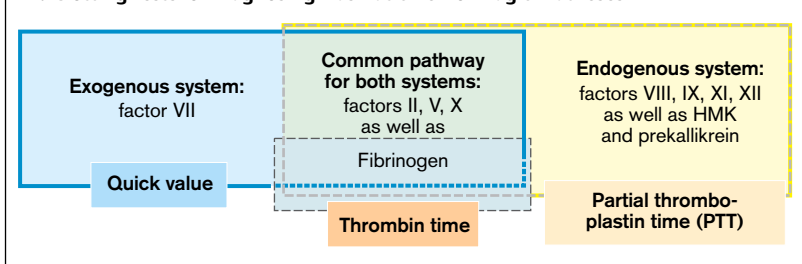 Exogenous system:
factor VII
Common pathway
for both systems:
factors II, V, X
as well as
Fibrinogen
Endogenous system:
factors VIII, IX, XI, XII
as well as HMK
and prekallikrein
Quick value
Thrombin time
Partial thrombo-
plastin time (PTT)